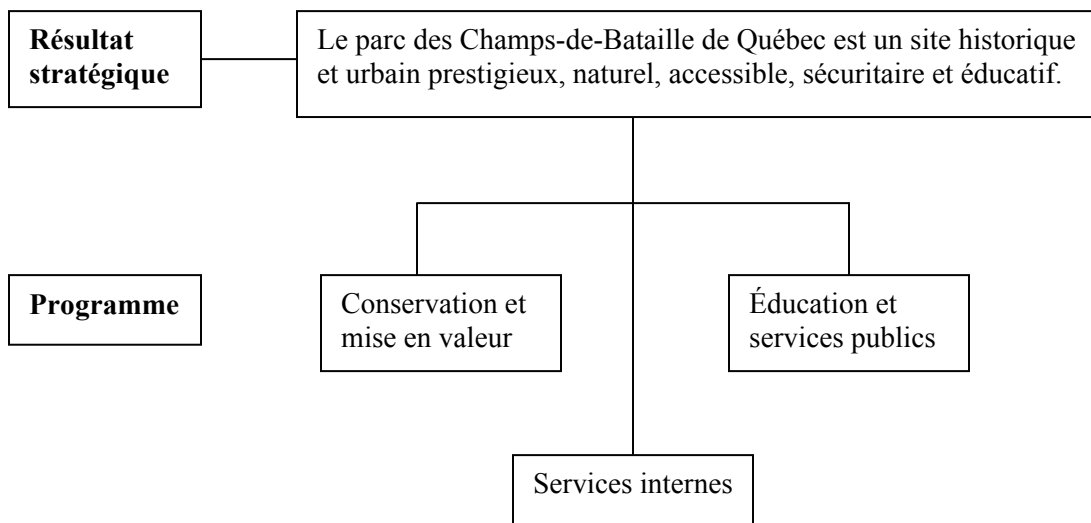 Résultat
stratégique
Le parc des Champs-de-Bataille de Québec est un site historique
et urbain prestigieux, naturel, accessible, sécuritaire et éducatif.
Programme
Conservation et
mise en valeur
Éducation et
services publics
Services internes